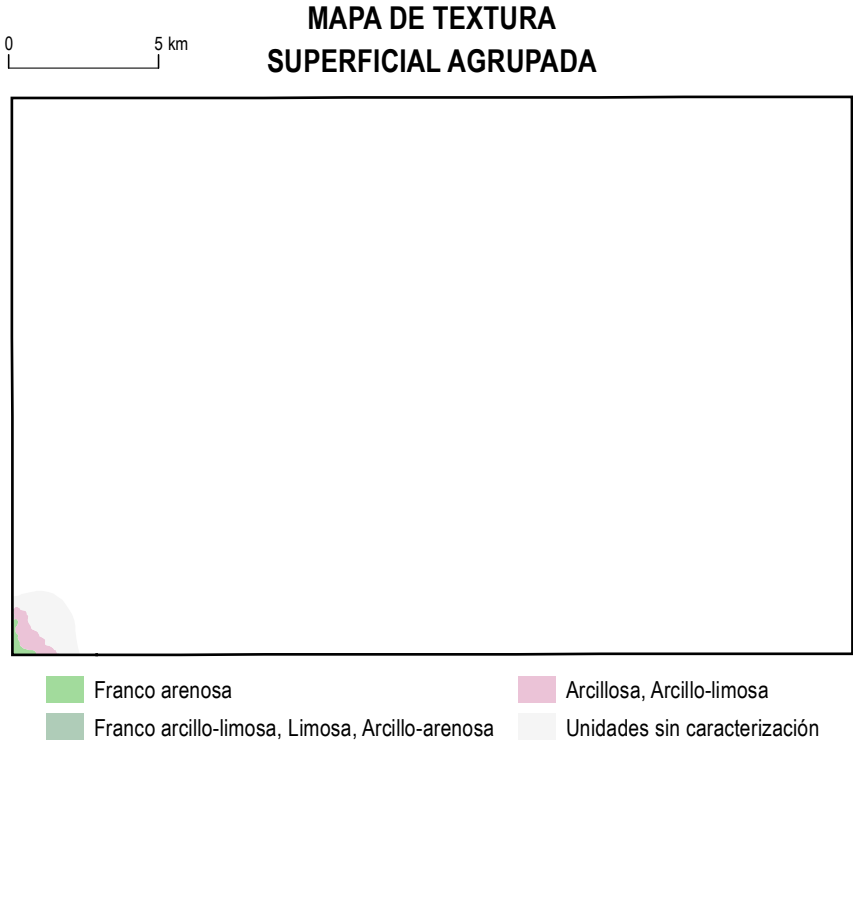 MAPA DE TEXTURA
SUPERFICIAL AGRUPADA
0 5 km
Franco arenosa
Franco arcillo-limosa, Limosa, Arcillo-arenosa
Arcillosa, Arcillo-limosa
Unidades sin caracterización